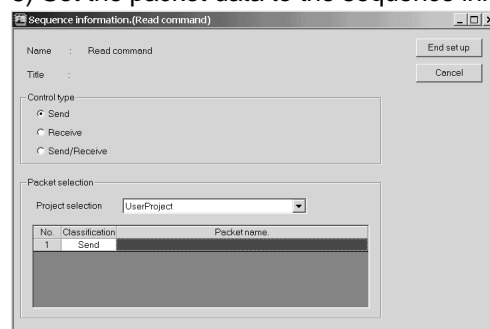 Set the packet data to the sequence
Sequence information.(Read command)
Name : Read command
End set up
Title :
Cancel
Control type
Send
Receive
Send/Receive
Packet selection
Project selection UserProject
No. Classification Packet name.
1 Send